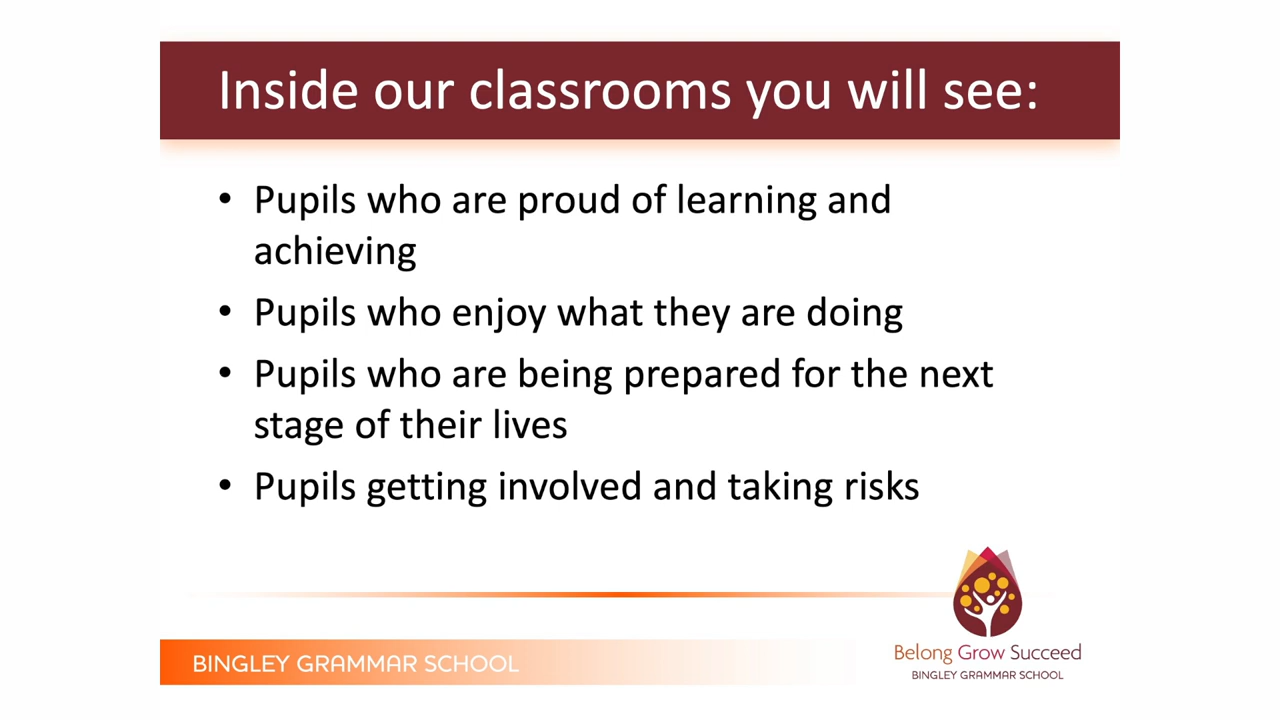 Inside our classrooms you will see:
• Pupils who are proud of learning and
achieving
• Pupils who enjoy what they are doing
• Pupils who are being prepared for the next
stage of their lives
• Pupils getting involved and taking risks
BINGLEY GRAMMAR SCHOOL
Belong Grow Succeed
BINGLEY GRAMMAR SCHOOL